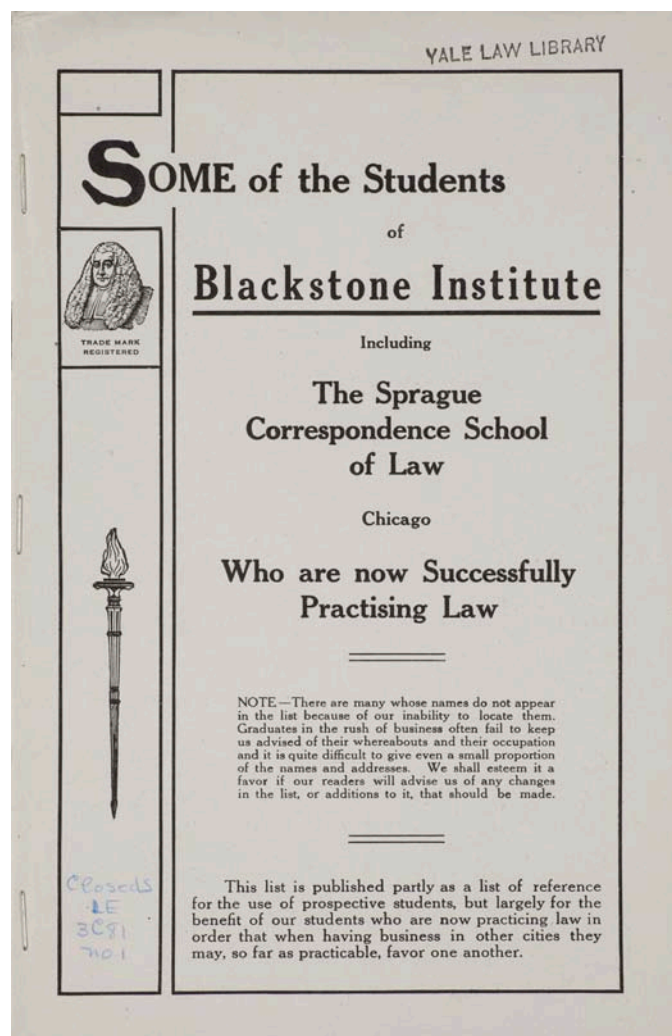 YALE LAW LIBRARY
SOME of the Students
of
Blackstone Institute
TRADE MARK
REGISTERED
Including
The Sprague
Correspondence School
of Law
Chicago
Who are now Successfully
Practising Law
NOTE—There are many whose names do not appear
in the list because of our inability to locate them.
Graduates in the rush of business often fail to keep
us advised of their whereabouts and their occupation
and it is quite difficult to give even a small proportion
of the names and addresses. We shall esteem it a
favor if our readers will advise us of any changes
in the list, or additions to it, that should be made.
This list is published partly as a list of reference
for the use of prospective students, but largely for the
benefit of our students who are now practicing law in
order that when having business in other cities they
may, so far as practicable, favor one another.
ClosedS
LE
3C81
no.1